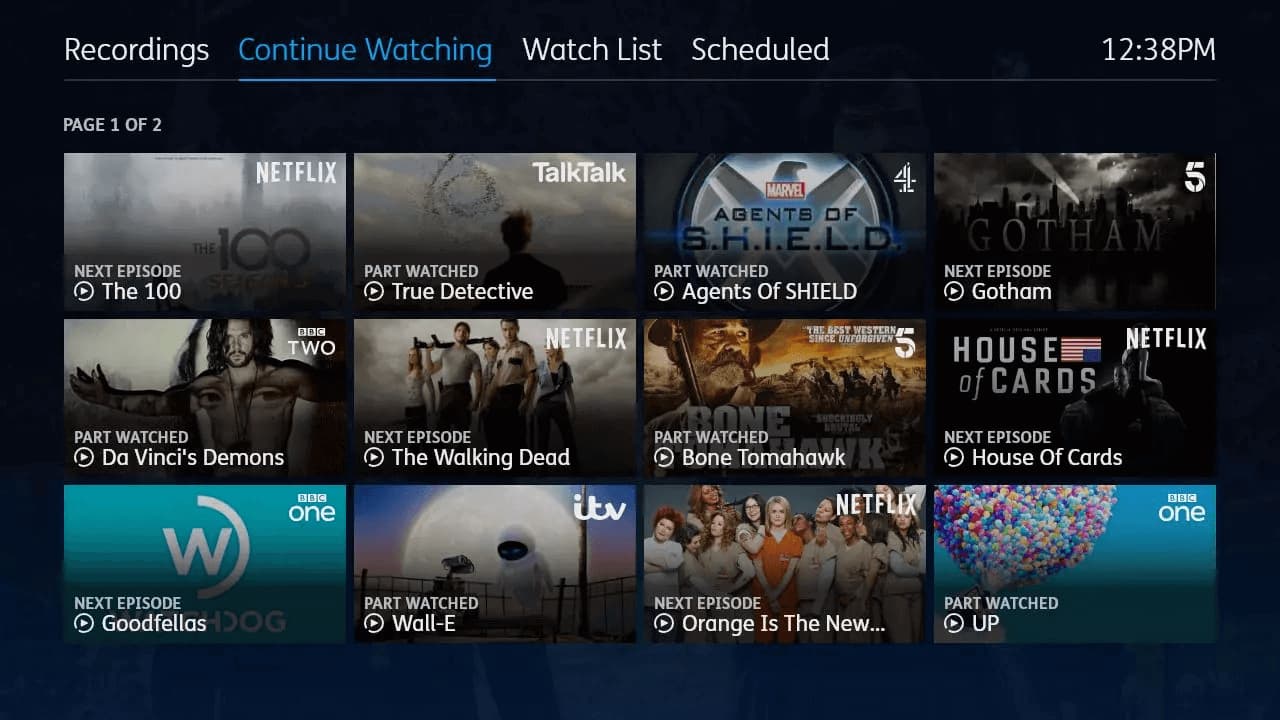 Recordings Continue Watching Watch List Scheduled 12:38PM
PAGE 1 OF 2
NETFLIX
THE 100
NEXT EPISODE
The 100
TalkTalk
PART WATCHED
True Detective
4
MARVEL
AGENTS OF
S.H.I.E.L.D.
PART WATCHED
Agents Of SHIELD
5
GOTHAM
NEXT EPISODE
Gotham
BBC
TWO
PART WATCHED
Da Vinci's Demons
NETFLIX
NEXT EPISODE
The Walking Dead
"THE BEST WESTERN
SINCE UNFORGIVEN
5
BONE
"SHOCKINGLY
BRUTAL"
TOMAHAWK
PART WATCHED
Bone Tomahawk
NETFLIX
HOUSE
of CARDS
NEXT EPISODE
House Of Cards
BBC
one
W
NEXT EPISODE
Goodfellas
itv
PART WATCHED
Wall-E
NETFLIX
NEXT EPISODE
Orange Is The New...
BBC
one
PART WATCHED
UP